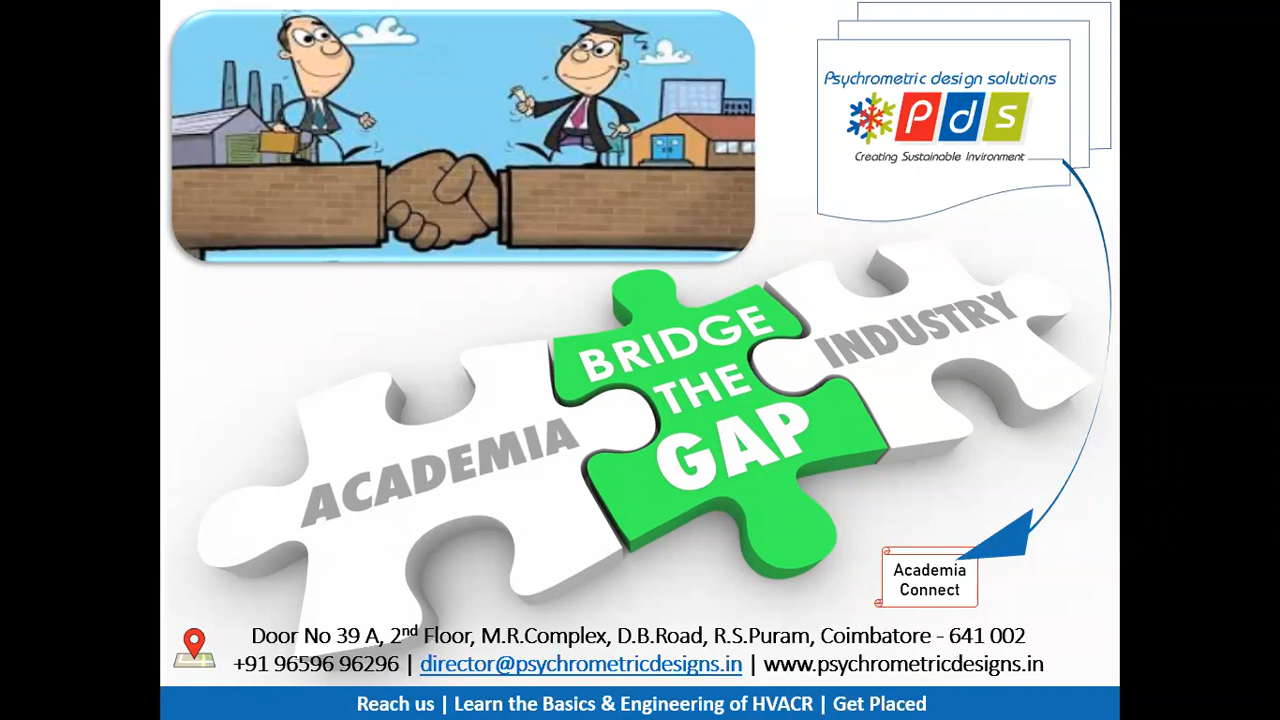 Psychrometric design solutions
Pds
Creating Sustainable Invironment
BRIDGE
THE
GAP
INDUSTRY
ACADEMIA
Academia
Connect
Door No 39 A, 2nd Floor, M.R.Complex, D.B.Road, R.S.Puram, Coimbatore - 641 002
+91 96596 96296 | director@psychrometricdesigns.in | www.psychrometricdesigns.in
Reach us | Learn the Basics & Engineering of HVACR | Get Placed